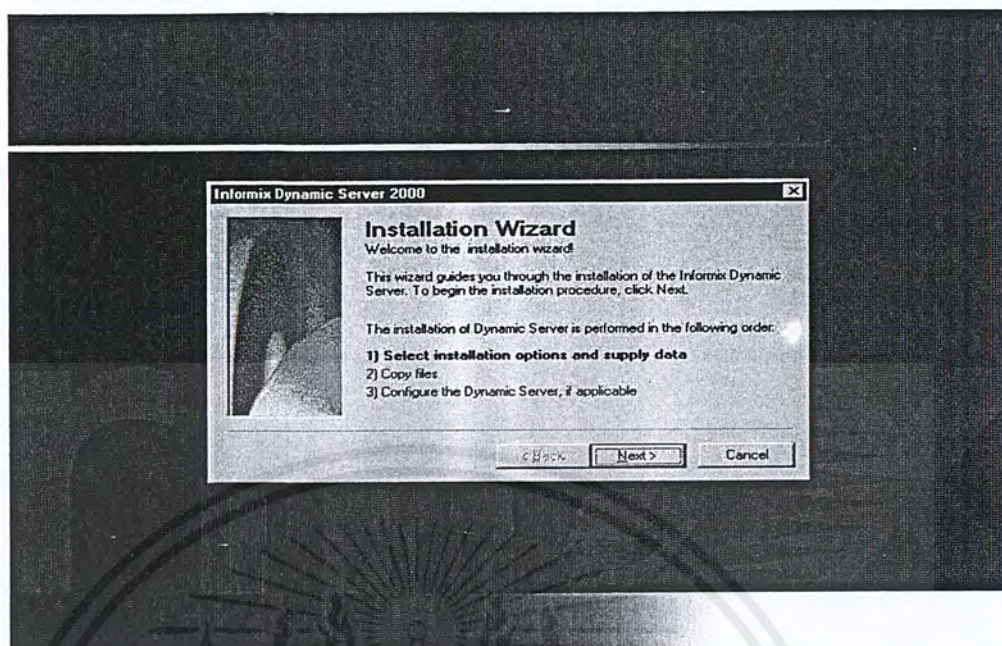 Informix Dynamic Server 2000
Installation Wizard
Welcome to the installation wizard!
This wizard guides you through the installation of the Informix Dynamic
Server. To begin the installation procedure, click Next.
The installation of Dynamic Server is performed in the following order:
1) Select installation options and supply data
2) Copy files
3) Configure the Dynamic Server, if applicable
< Back
Next >
Cancel